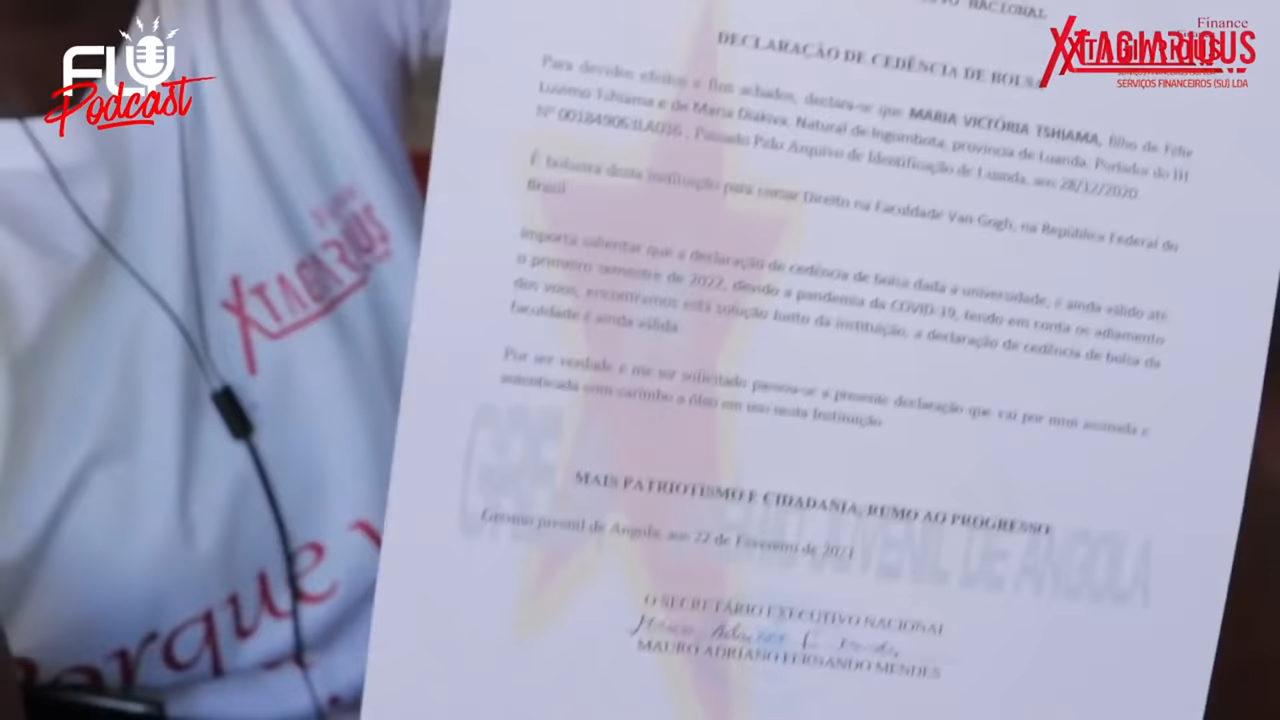 FLY
Podcast
Finance
XTAGIARIOUS
SERVIÇOS FINANCEIROS (SU) LDA
XTAGIARIOUS
Porque
NACIONAL
DECLARAÇÃO DE CEDÊNCIA DE BOLSA
Para devidos efeitos e fins achados, declara-se que MARIA VICTÓRIA TSHIAMA, filho de
Tshiama e de Maria Diakiva, Natural de Ingombota, província de Luanda, Portador do BI
Nº 001849063LA036 , Passado Pelo Arquivo de Identificação de Luanda, aos 28/12/2020
É bolseira desta instituição para cursar Direito na Faculdade Van Gogh, na República Federal do
Brasil
Importa salientar que a declaração de cedência de bolsa dada a universidade, é ainda válido até
o primeiro semestre de 2022, devido a pandemia da COVID-19, tendo em conta os adiamento
dos voos, encontramos está solução junto da instituição, a declaração de cedência de bolsa da
faculdade é ainda válida
Por ser verdade e me ser solicitado passou-se a presente declaração que vai por mim assinada e
autenticada com carimbo a óleo em uso nesta Instituição
MAIS PATRIOTISMO E CIDADANIA, RUMO AO PROGRESSO
Grémio juvenil de Angola, aos 22 de Fevereiro de 2021
JUVENIL DE ANGOLA
O SECRETÁRIO EXECUTIVO NACIONAL
MAURO ADRIANO FERNANDO MENDES